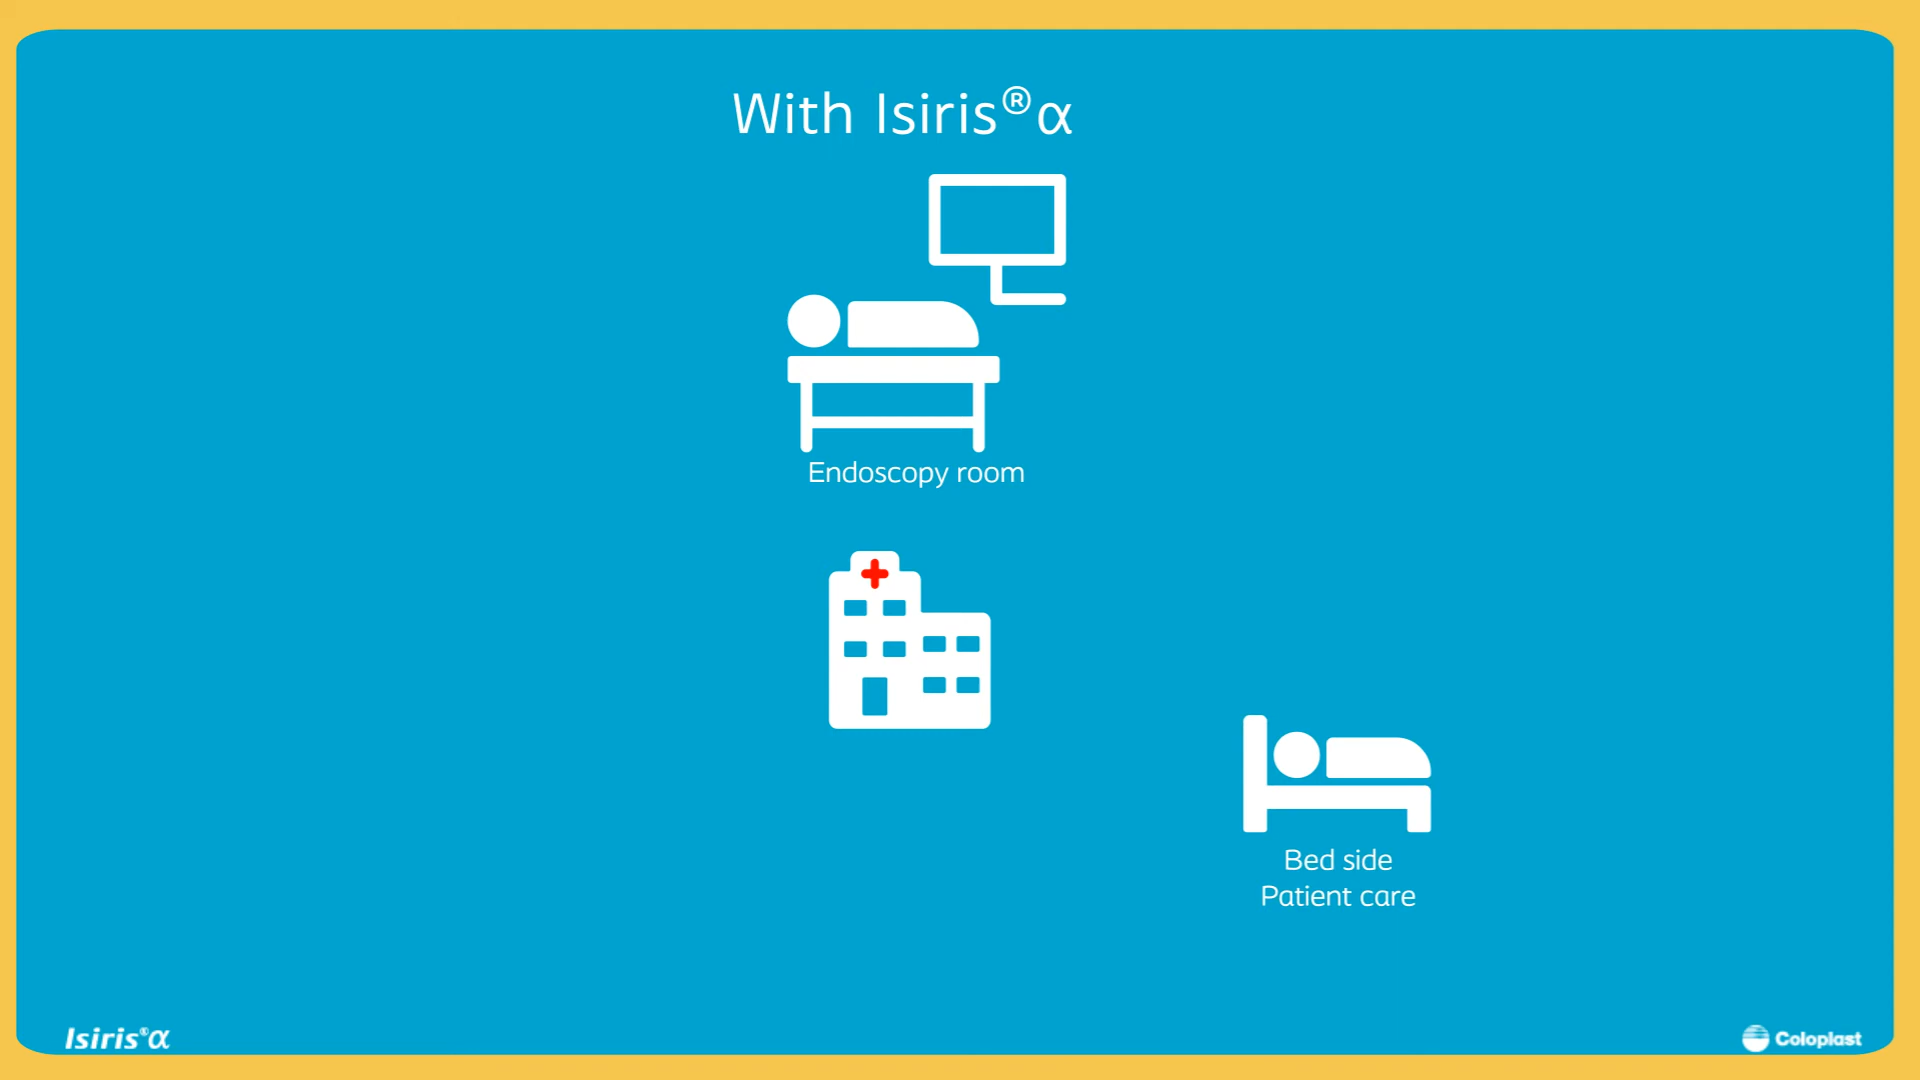 With Isiris®α
Endoscopy room
Bed side
Patient care
Isiris®α
Coloplast